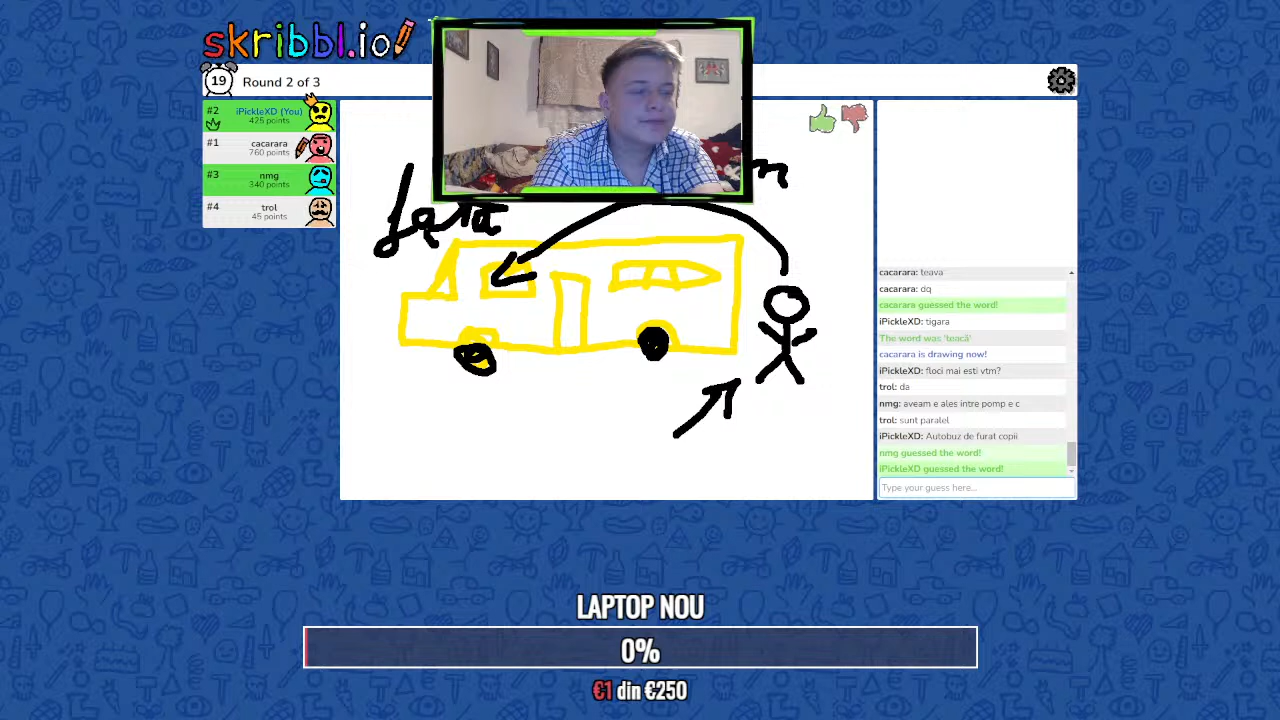 skribbl.io
19
Round 2 of 3
#2
iPickleXD (You)
425 points
#1
cacarara
760 points
#3
nmg
340 points
#4
trol
45 points
cacarara: teava
cacarara: dq
cacarara guessed the word!
iPickleXD: tigara
The word was 'teacă'
cacarara is drawing now!
iPickleXD: floci mai esti vtm?
trol: da
nmg: aveam e ales intre pomp e c
trol: sunt paralel
iPickleXD: Autobuz de furat copii
nmg guessed the word!
iPickleXD guessed the word!
Type your guess here...
LAPTOP NOU
0%
€1 din €250